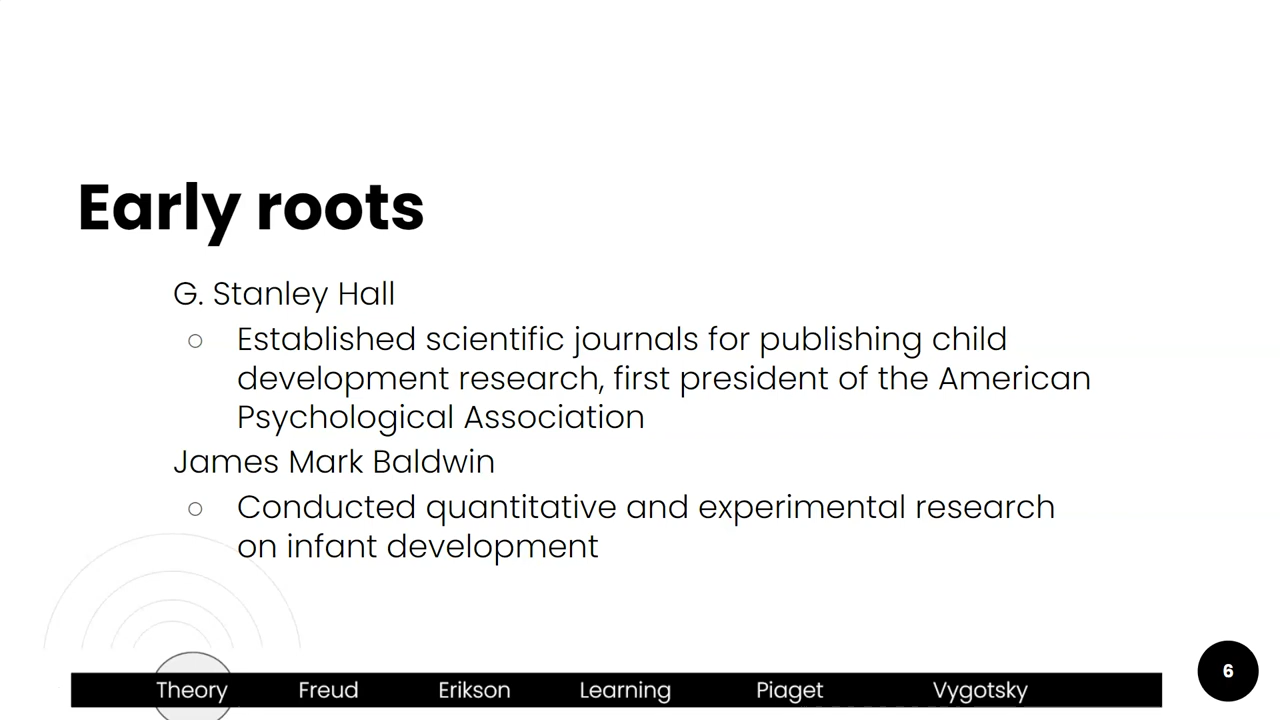 Early roots
G. Stanley Hall
○ Established scientific journals for publishing child
development research, first president of the American
Psychological Association
James Mark Baldwin
○ Conducted quantitative and experimental research
on infant development
Theory Freud Erikson Learning Piaget Vygotsky
6